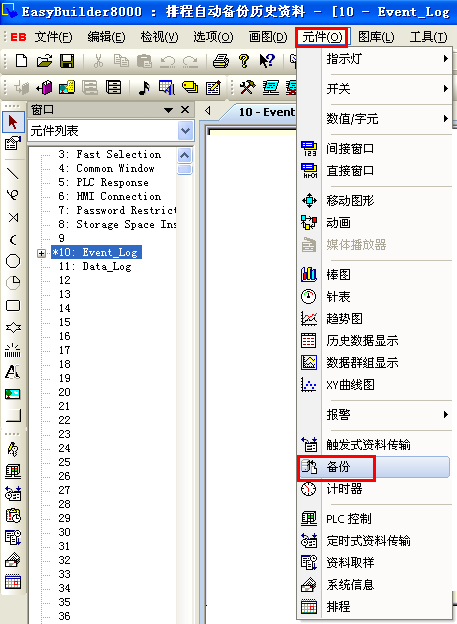 EasyBuilder8000 : 排程自动备份历史资料 - [10 - Event_Log
EB 文件(F) 编辑(E) 检视(V) 选项(O) 画图(D) 元件(O) 图库(L) 工具(T)
窗口
元件列表
3: Fast Selection
4: Common Window
5: PLC Response
6: HMI Connection
7: Password Restrict
8: Storage Space Ins
9
*10: Event_Log
11: Data_Log
12
13
14
15
16
17
18
19
20
21
22
23
24
25
26
27
28
29
30
31
32
33
34
35
36
10 - Event
指示灯
开关
数值/字元
间接窗口
直接窗口
移动图形
动画
媒体播放器
棒图
针表
趋势图
历史数据显示
数据群组显示
XY曲线图
报警
触发式资料传输
备份
计时器
PLC 控制
定时式资料传输
资料取样
系统信息
排程